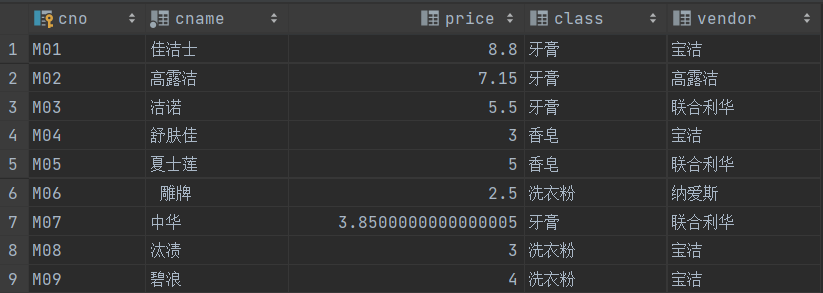 cno cname price class vendor
1 M01 佳洁士 8.8 牙膏 宝洁
2 M02 高露洁 7.15 牙膏 高露洁
3 M03 洁诺 5.5 牙膏 联合利华
4 M04 舒肤佳 3 香皂 宝洁
5 M05 夏士莲 5 香皂 联合利华
6 M06 雕牌 2.5 洗衣粉 纳爱斯
7 M07 中华 3.8500000000000005 牙膏 联合利华
8 M08 汰渍 3 洗衣粉 宝洁
9 M09 碧浪 4 洗衣粉 宝洁